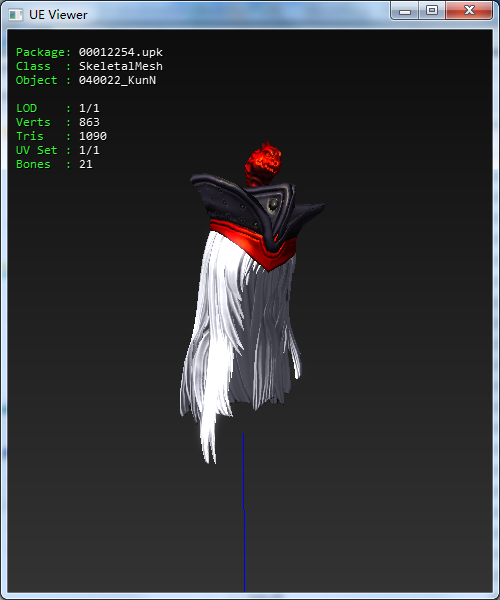 UE Viewer
Package: 00012254.upk
Class : SkeletalMesh
Object : 040022_KunN
LOD : 1/1
Verts : 863
Tris : 1090
UV Set : 1/1
Bones : 21